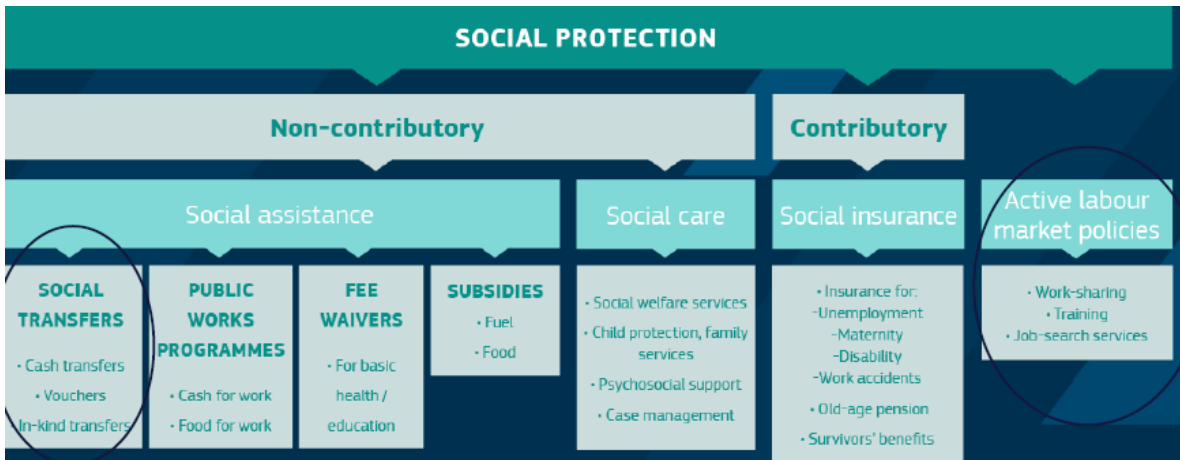 SOCIAL PROTECTION
Non-contributory
Contributory
Social assistance
Social care
Social insurance
Active labour
market policies
SOCIAL
TRANSFERS
• Cash transfers
• Vouchers
In-kind transfers
PUBLIC
WORKS
PROGRAMMES
• Cash for work
• Food for work
FEE
WAIVERS
• For basic
health /
education
SUBSIDIES
• Fuel
• Food
• Social welfare services
• Child protection, family
services
• Psychosocial support
• Case management
• Insurance for:
-Unemployment
-Maternity
-Disability
-Work accidents
• Old-age pension
• Survivors' benefits
• Work-sharing
• Training
• Job-search services